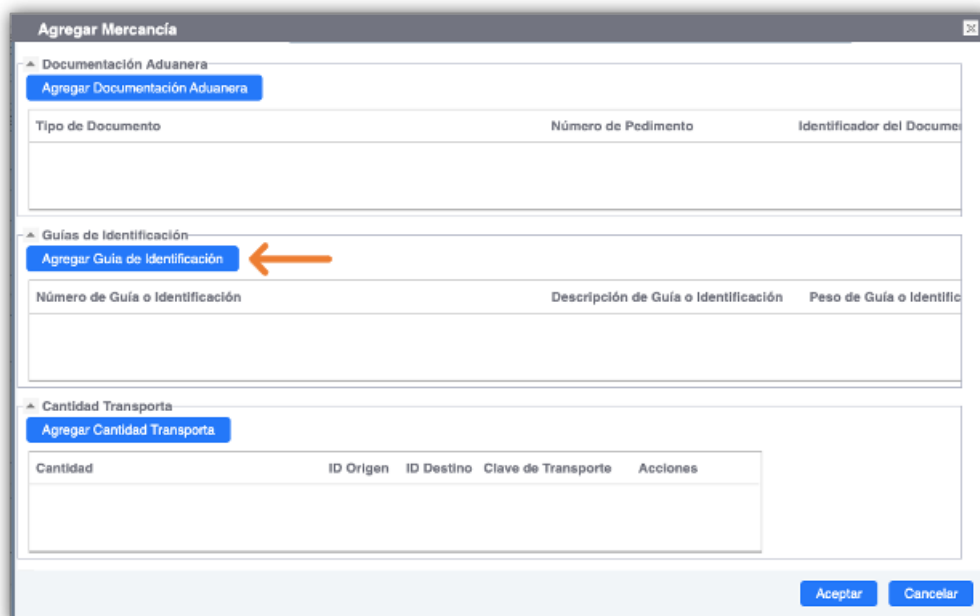 Agregar Mercancía
Documentación Aduanera
Agregar Documentación Aduanera
Tipo de Documento Número de Pedimento Identificador del Docume
Guías de Identificación
Agregar Guía de Identificación
Número de Guía o Identificación Descripción de Guía o Identificación Peso de Guía o Identific
Cantidad Transporta
Agregar Cantidad Transporta
Cantidad ID Origen ID Destino Clave de Transporte Acciones
Aceptar Cancelar